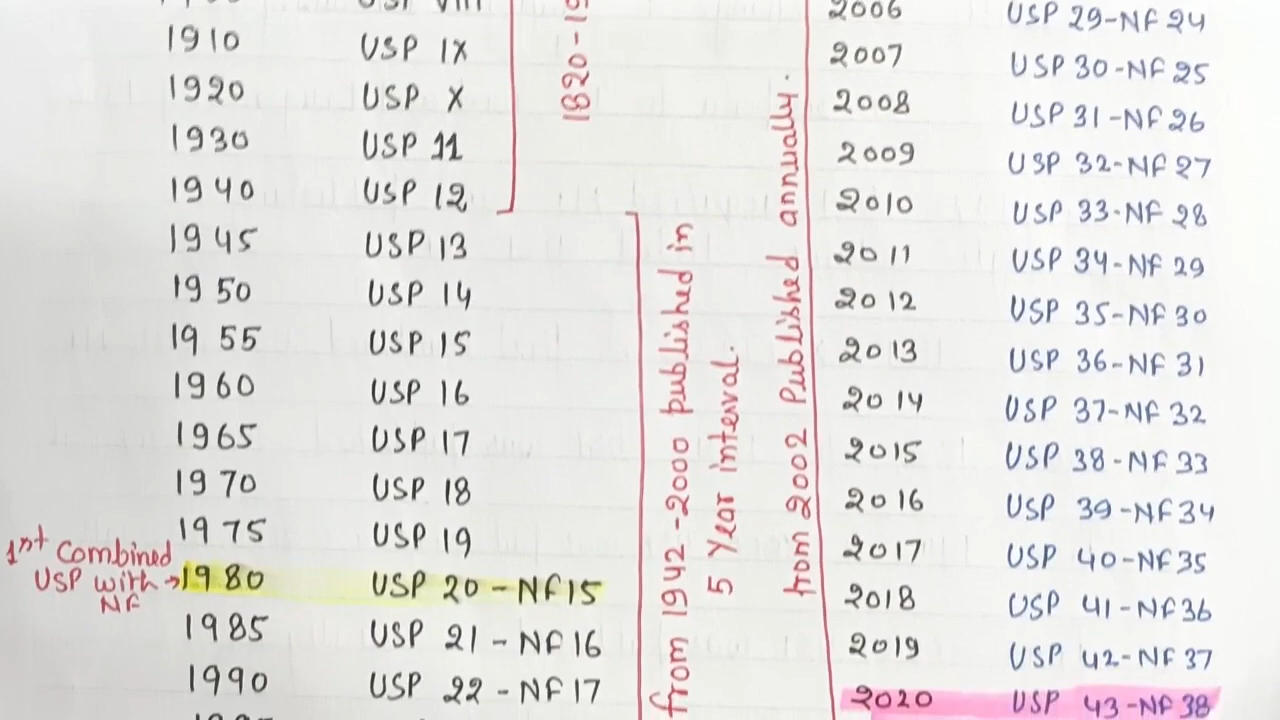 USP VIII
1910 USP IX
1920 USP X
1930 USP 11
1940 USP 12
1945 USP 13
1950 USP 14
1955 USP 15
1960 USP 16
1965 USP 17
1970 USP 18
1975 USP 19
1st combined
USP with →
NF
1980 USP 20-NF15
1985 USP 21-NF 16
1990 USP 22-NF17
1820-19
from 1942-2000 published in
5 year interval.
from 2002 Published annually.
2006 USP 29-NF 24
2007 USP 30-NF 25
2008 USP 31-NF 26
2009 USP 32-NF 27
2010 USP 33-NF 28
2011 USP 34-NF 29
2012 USP 35-NF 30
2013 USP 36-NF 31
2014 USP 37-NF 32
2015 USP 38-NF 33
2016 USP 39-NF 34
2017 USP 40-NF 35
2018 USP 41-NF 36
2019 USP 42-NF 37
2020 USP 43-NF 38